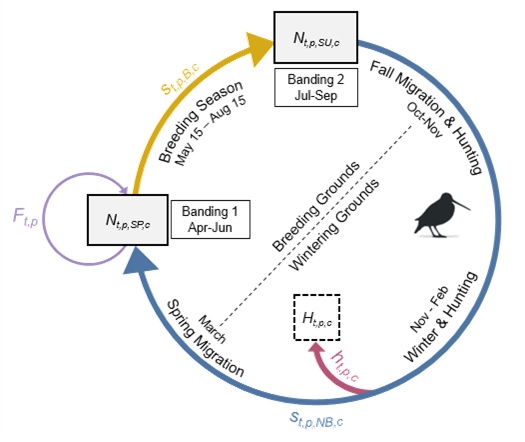 N_{t,p,SU,c}
Banding 2
Jul-Sep
S_{t,p,B,c}
Breeding Season
May 15 – Aug 15
Fall Migration & Hunting
Oct-Nov
F_{t,p}
N_{t,p,SP,c}
Banding 1
Apr-Jun
Breeding Grounds
Wintering Grounds
March
Spring Migration
H_{t,p,c}
h_{t,p,c}
Nov - Feb
Winter & Hunting
S_{t,p,NB,c}